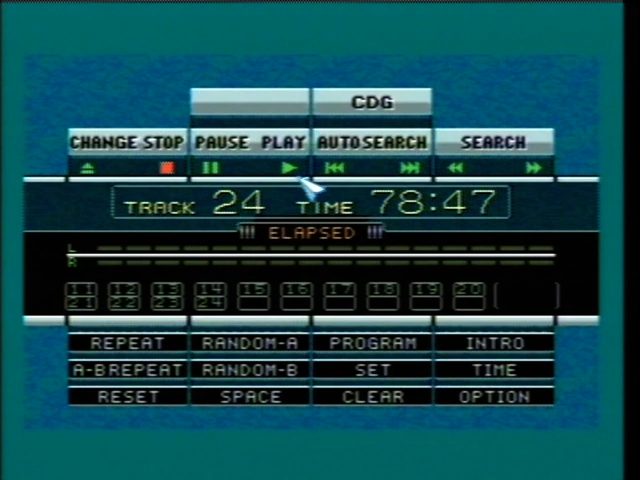 CDG
CHANGE STOP PAUSE PLAY AUTOSEARCH SEARCH
TRACK 24 TIME 78:47
ELAPSED
L
R
11 12 13 14 15 16 17 18 19 20
21 22 23 24
REPEAT RANDOM-A PROGRAM INTRO
A-BREPEAT RANDOM-B SET TIME
RESET SPACE CLEAR OPTION